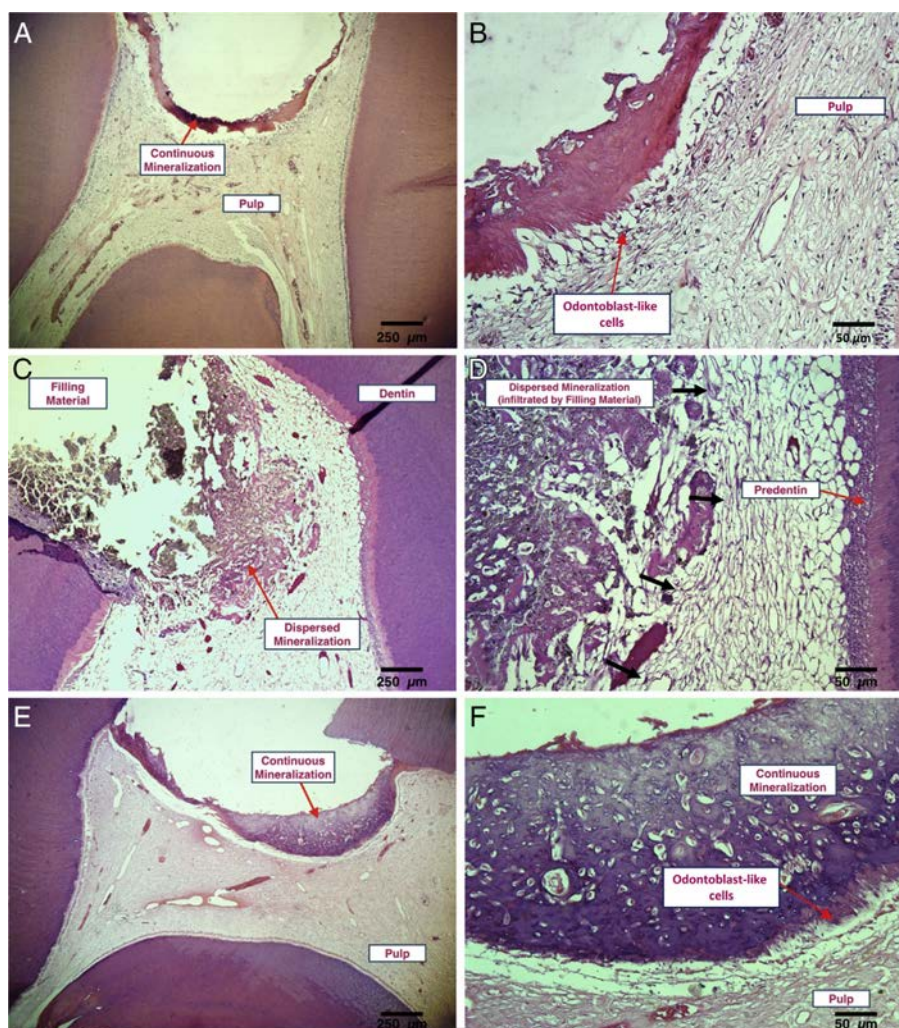 A
Continuous
Mineralization
Pulp
250 µm
B
Pulp
Odontoblast-like
cells
50 µm
C
Filling
Material
Dentin
Dispersed
Mineralization
250 µm
D
Dispersed Mineralization
(infiltrated by Filling Material)
Predentin
50 µm
E
Continuous
Mineralization
Pulp
250 µm
F
Continuous
Mineralization
Odontoblast-like
cells
Pulp
50 µm